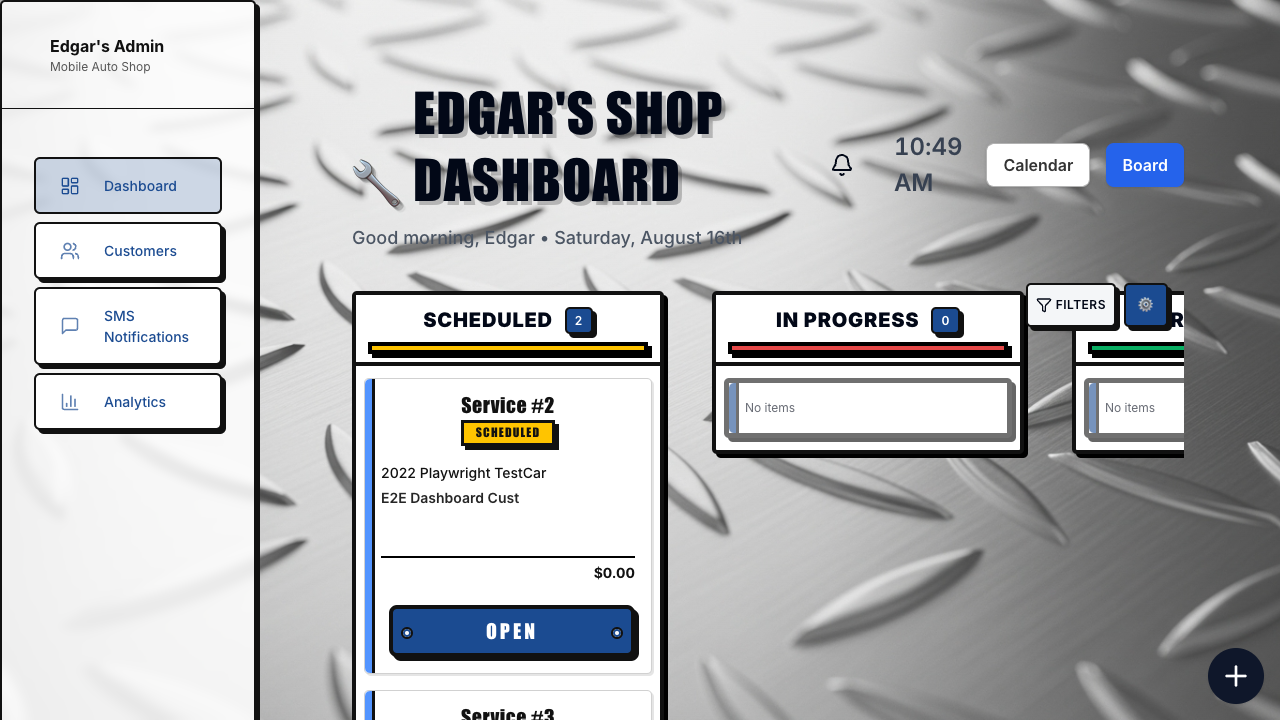 Edgar's Admin
Mobile Auto Shop
Dashboard
Customers
SMS
Notifications
Analytics
EDGAR'S SHOP
DASHBOARD
Good morning, Edgar • Saturday, August 16th
10:49
AM
Calendar
Board
FILTERS
SCHEDULED 2
Service #2
SCHEDULED
2022 Playwright TestCar
E2E Dashboard Cust
$0.00
OPEN
Service #3
IN PROGRESS 0
No items
No items